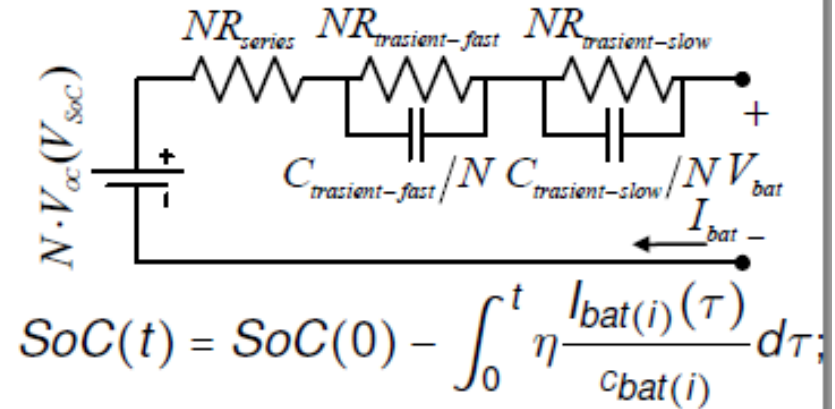 NR_series NR_trasient-fast NR_trasient-slow
N·V_oc(V_SoC)
+
+
C_trasient-fast/N C_trasient-slow/N V_bat
I_bat –
SoC(t) = SoC(0) − ∫_0^t η I_bat(i)(τ) / c_bat(i) dτ;